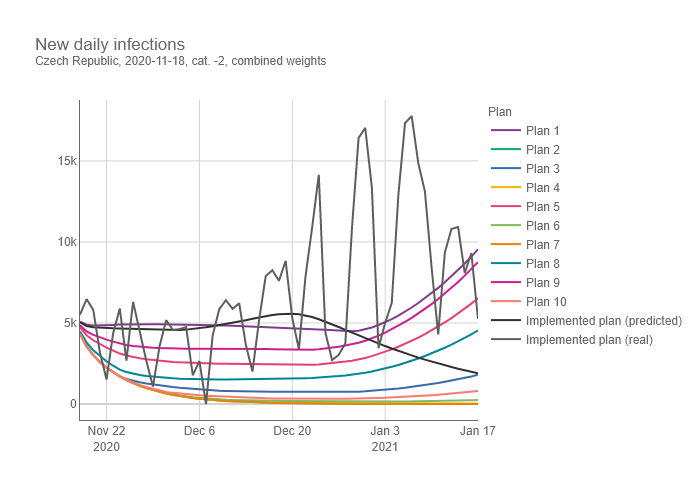 New daily infections
Czech Republic, 2020-11-18, cat. -2, combined weights
Plan
Plan 1
Plan 2
Plan 3
Plan 4
Plan 5
Plan 6
Plan 7
Plan 8
Plan 9
Plan 10
Implemented plan (predicted)
Implemented plan (real)
15k
10k
5k
0
Nov 22 Dec 6 Dec 20 Jan 3 Jan 17
2020 2021